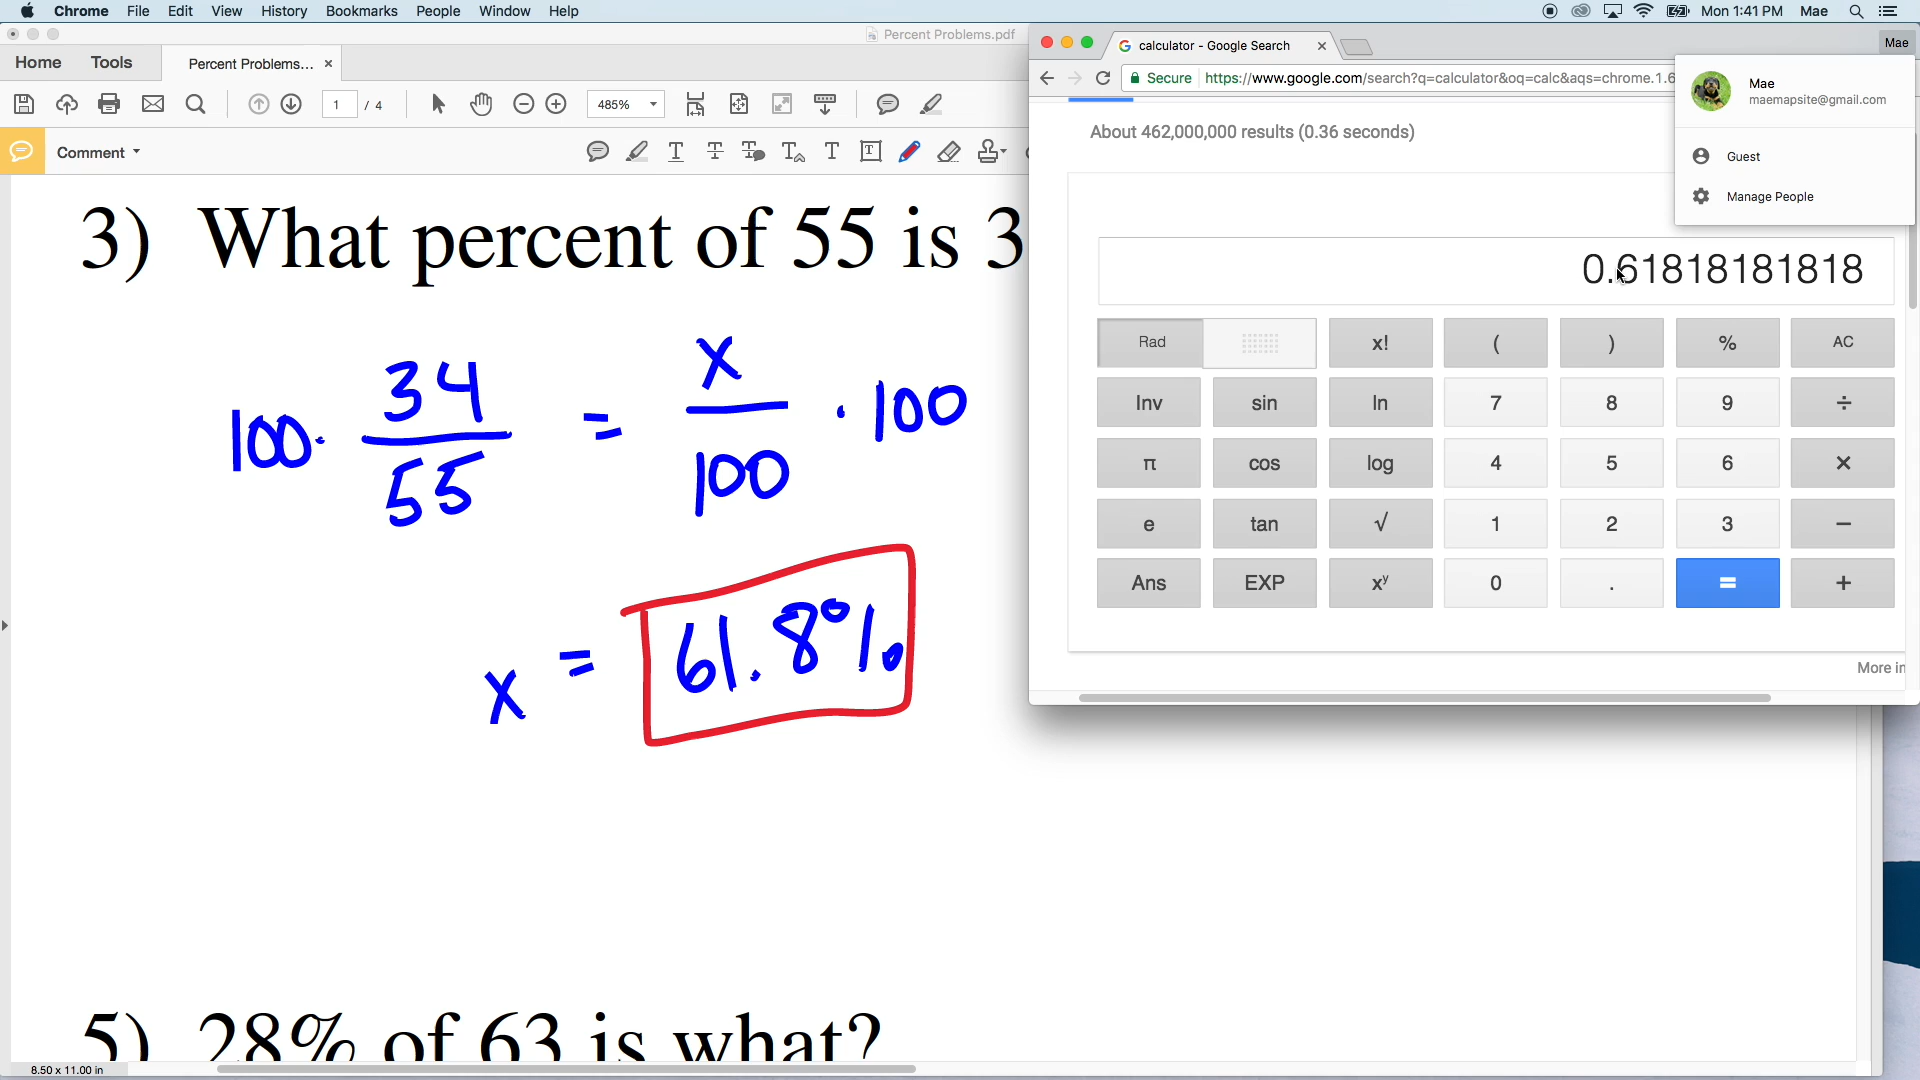 Chrome File Edit View History Bookmarks People Window Help Mon 1:41 PM Mae
Percent Problems.pdf
Home Tools Percent Problems... ×
1 / 4 485%
Comment
3) What percent of 55 is 3
100 · 34/55 = x/100 · 100
x = 61.8%
5) 28% of 63 is what?
8.50 x 11.00 in
calculator - Google Search ×
Mae
Secure https://www.google.com/search?q=calculator&oq=calc&aqs=chrome.1.6
Mae
maemapsite@gmail.com
Guest
Manage People
About 462,000,000 results (0.36 seconds)
0.61818181818
Rad x! ( ) % AC
Inv sin ln 7 8 9 ÷
π cos log 4 5 6 ×
e tan √ 1 2 3 −
Ans EXP xʸ 0 . = +
More in